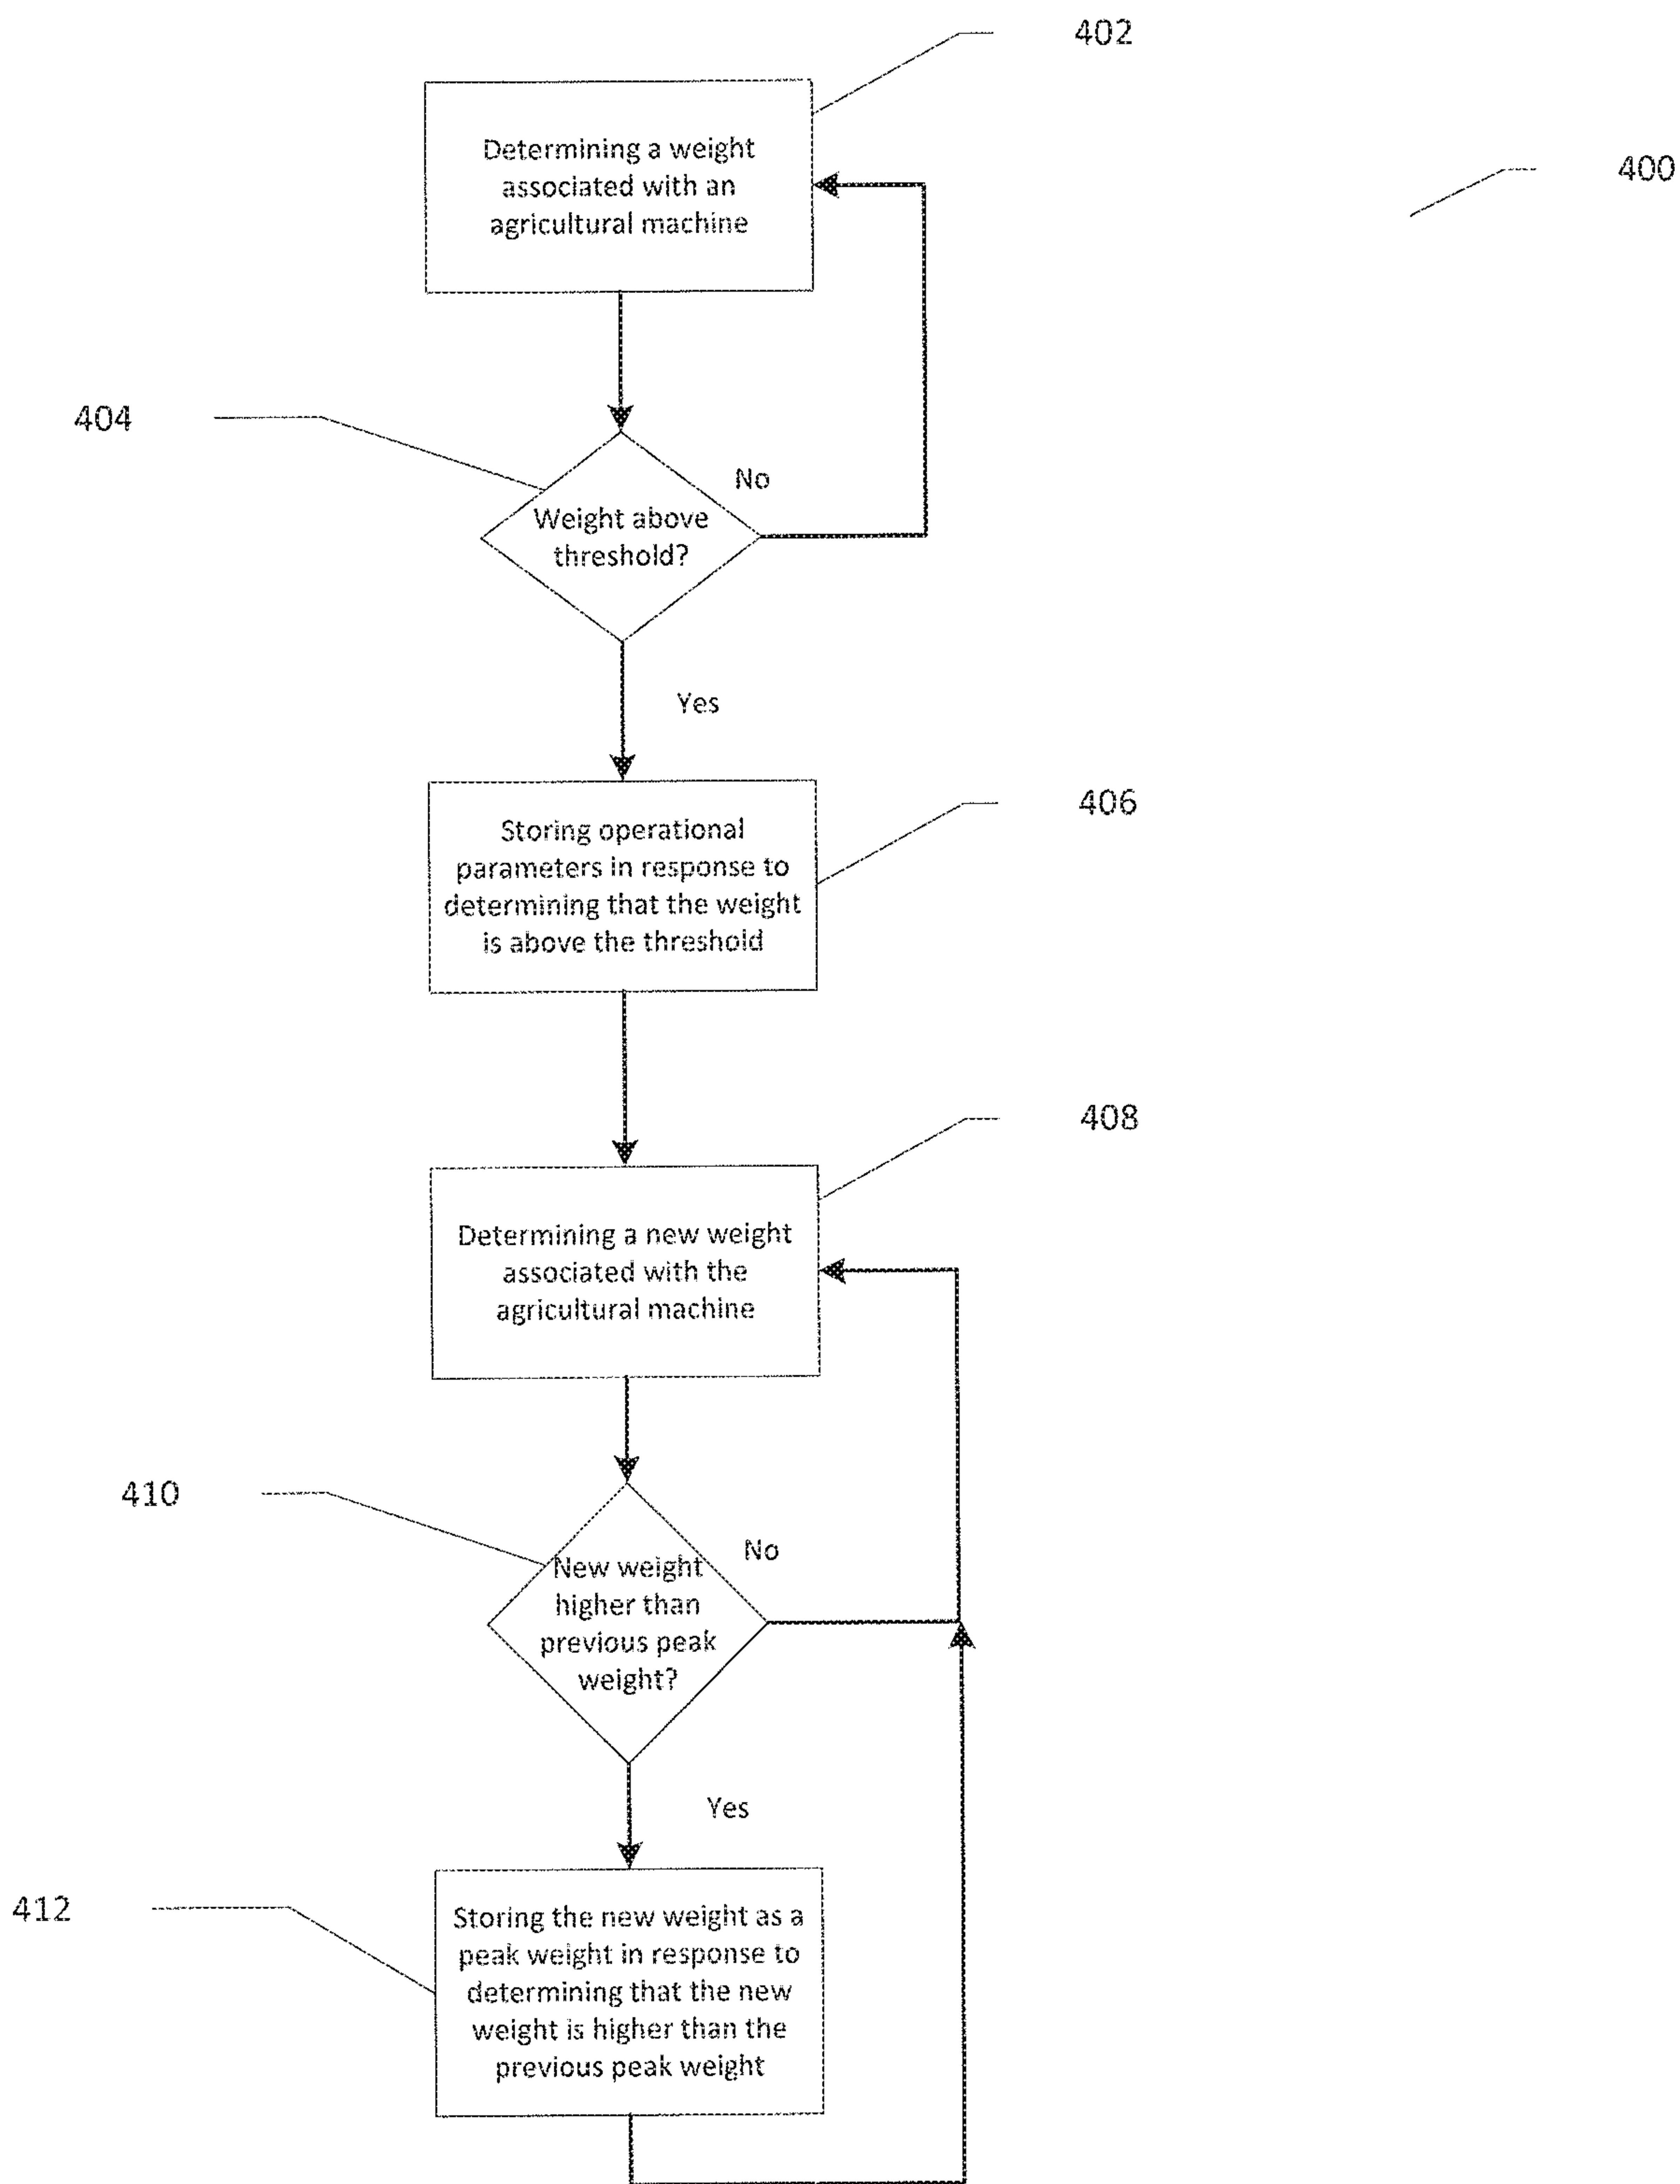 402
Determining a weight
associated with an
agricultural machine
400
404
No
Weight above
threshold?
Yes
406
Storing operational
parameters in response to
determining that the weight
is above the threshold
408
Determining a new weight
associated with the
agricultural machine
410
No
New weight
higher than
previous peak
weight?
Yes
412
Storing the new weight as a
peak weight in response to
determining that the new
weight is higher than the
previous peak weight